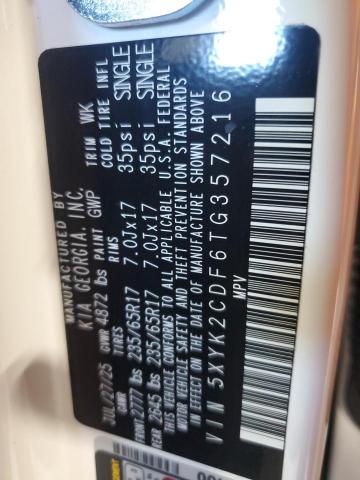 MANUFACTURED BY
KIA GEORGIA, INC.
JUL/27/25 GVWR 4872 lbs PAINT GWP TRIM WK
GAWR TIRES RIMS COLD TIRE INFL
FRONT 2777 lbs 235/65R17 7.0Jx17 35psi SINGLE
REAR 2645 lbs 235/65R17 7.0Jx17 35psi SINGLE
THIS VEHICLE CONFORMS TO ALL APPLICABLE U.S.A. FEDERAL
MOTOR VEHICLE SAFETY AND THEFT PREVENTION STANDARDS
IN EFFECT ON THE DATE OF MANUFACTURE SHOWN ABOVE
VIN 5XYK2CDF6TG357216
MPV